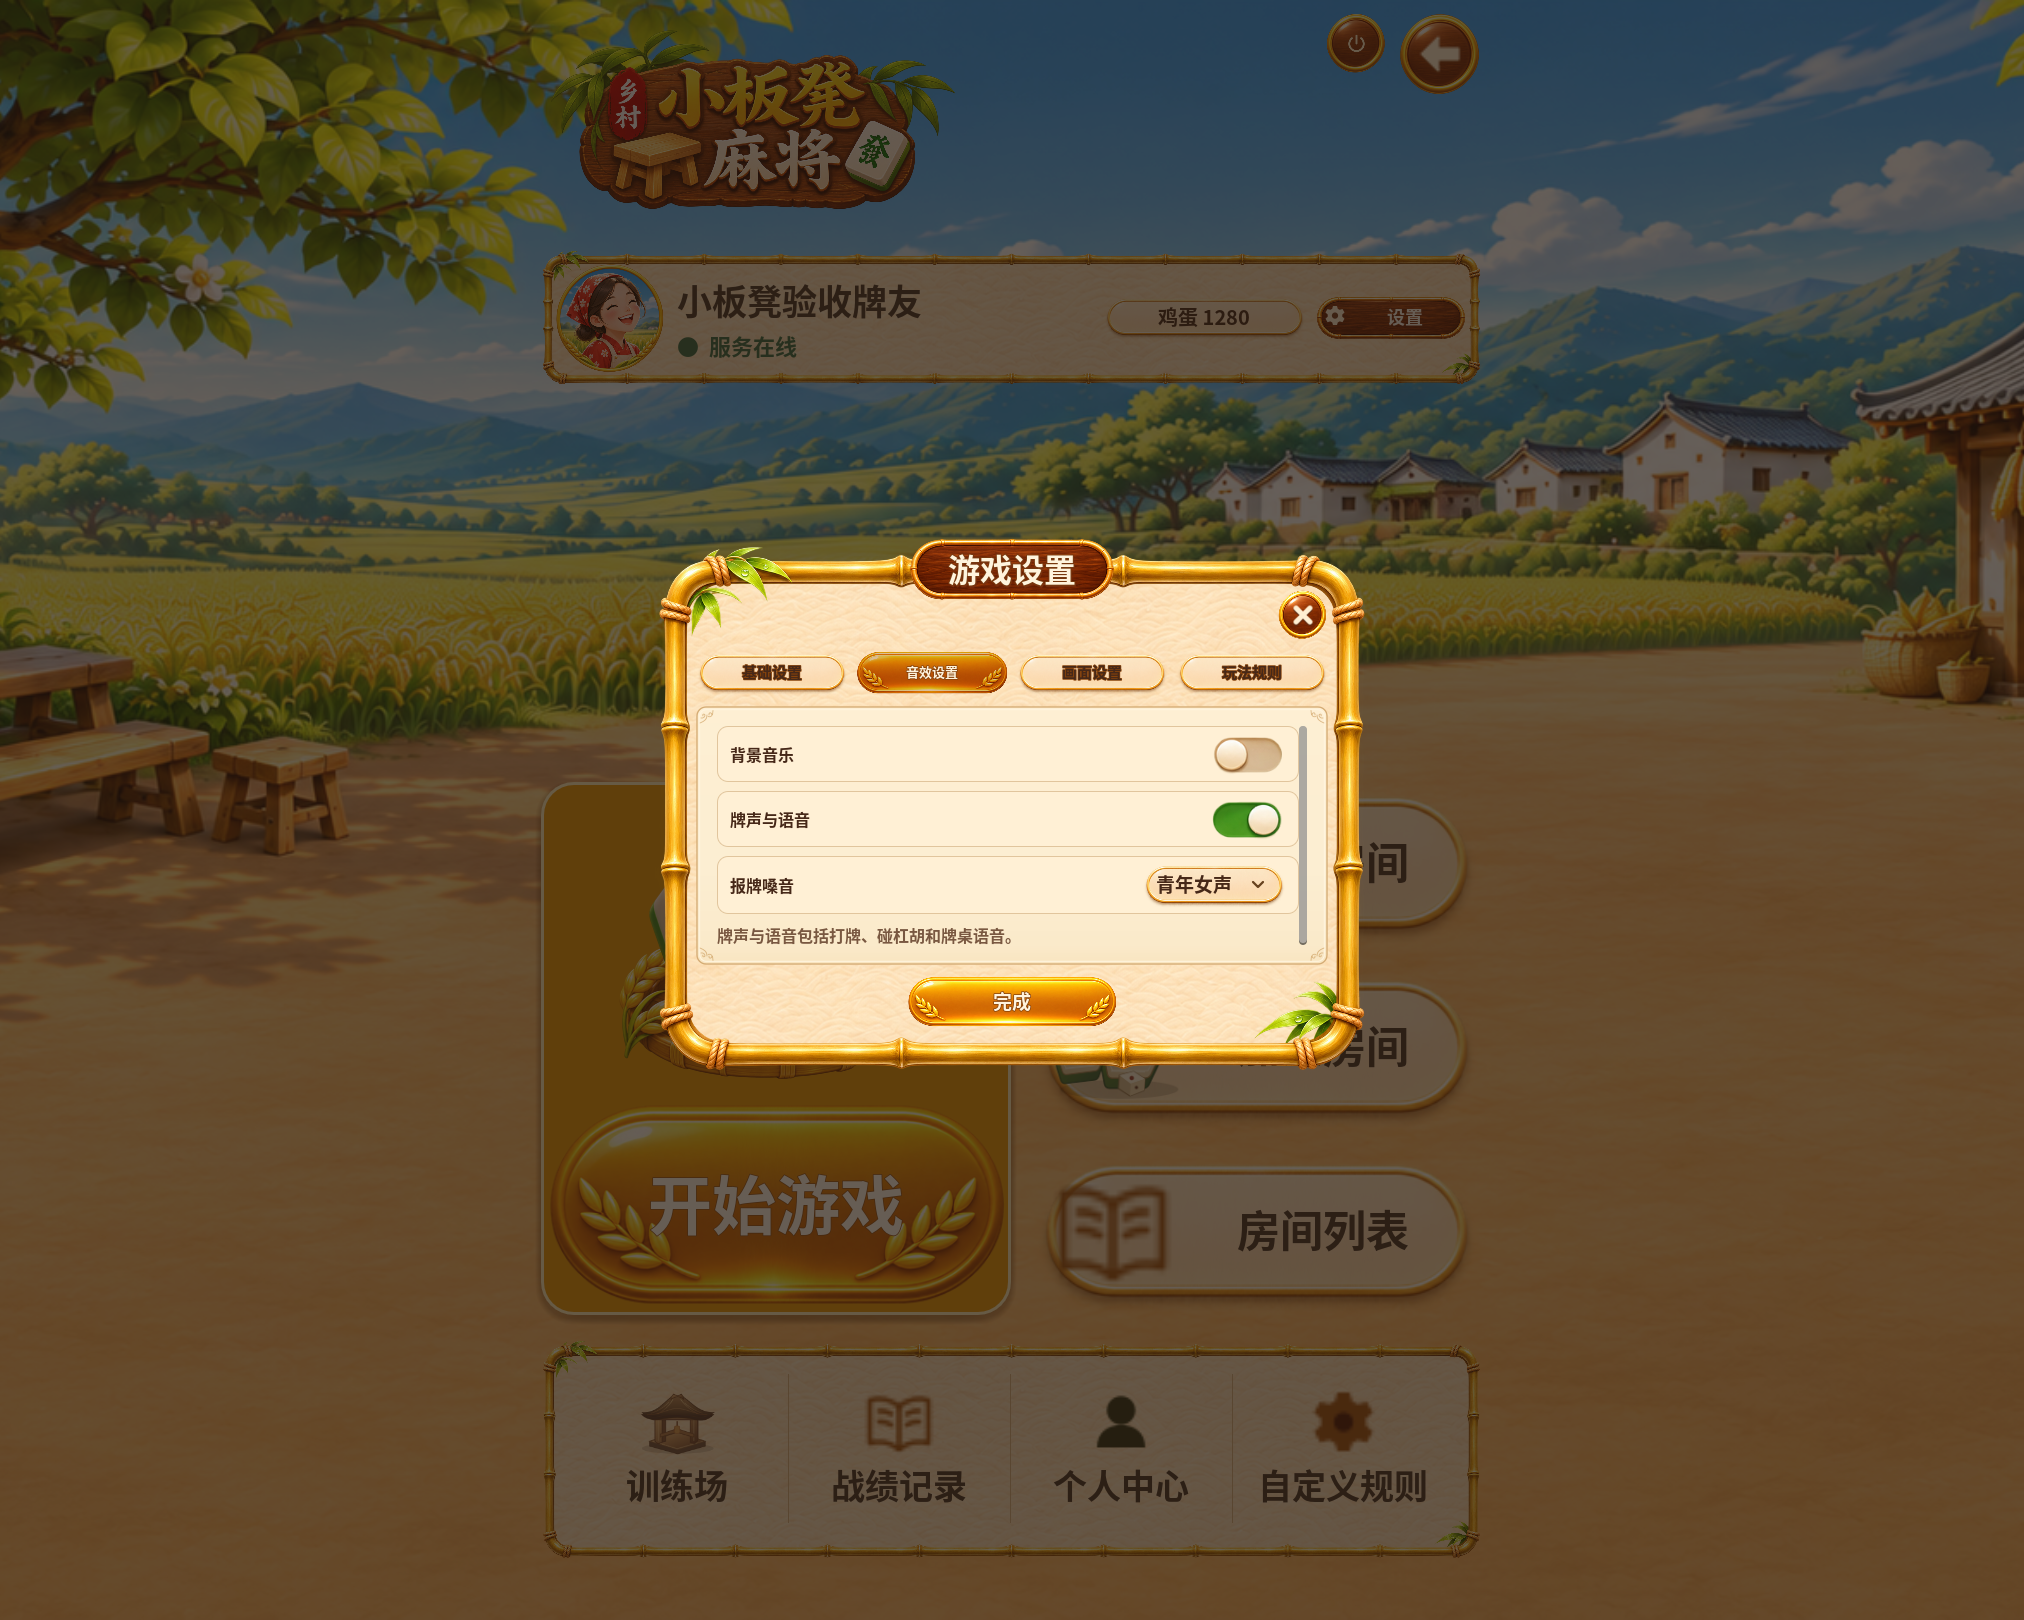 乡村
小板凳
麻将
發
小板凳验收牌友
服务在线
鸡蛋 1280
设置
游戏设置
基础设置
音效设置
画面设置
玩法规则
背景音乐
牌声与语音
报牌嗓音
青年女声
牌声与语音包括打牌、碰杠胡和牌桌语音。
完成
间
房间
开始游戏
房间列表
训练场
战绩记录
个人中心
自定义规则